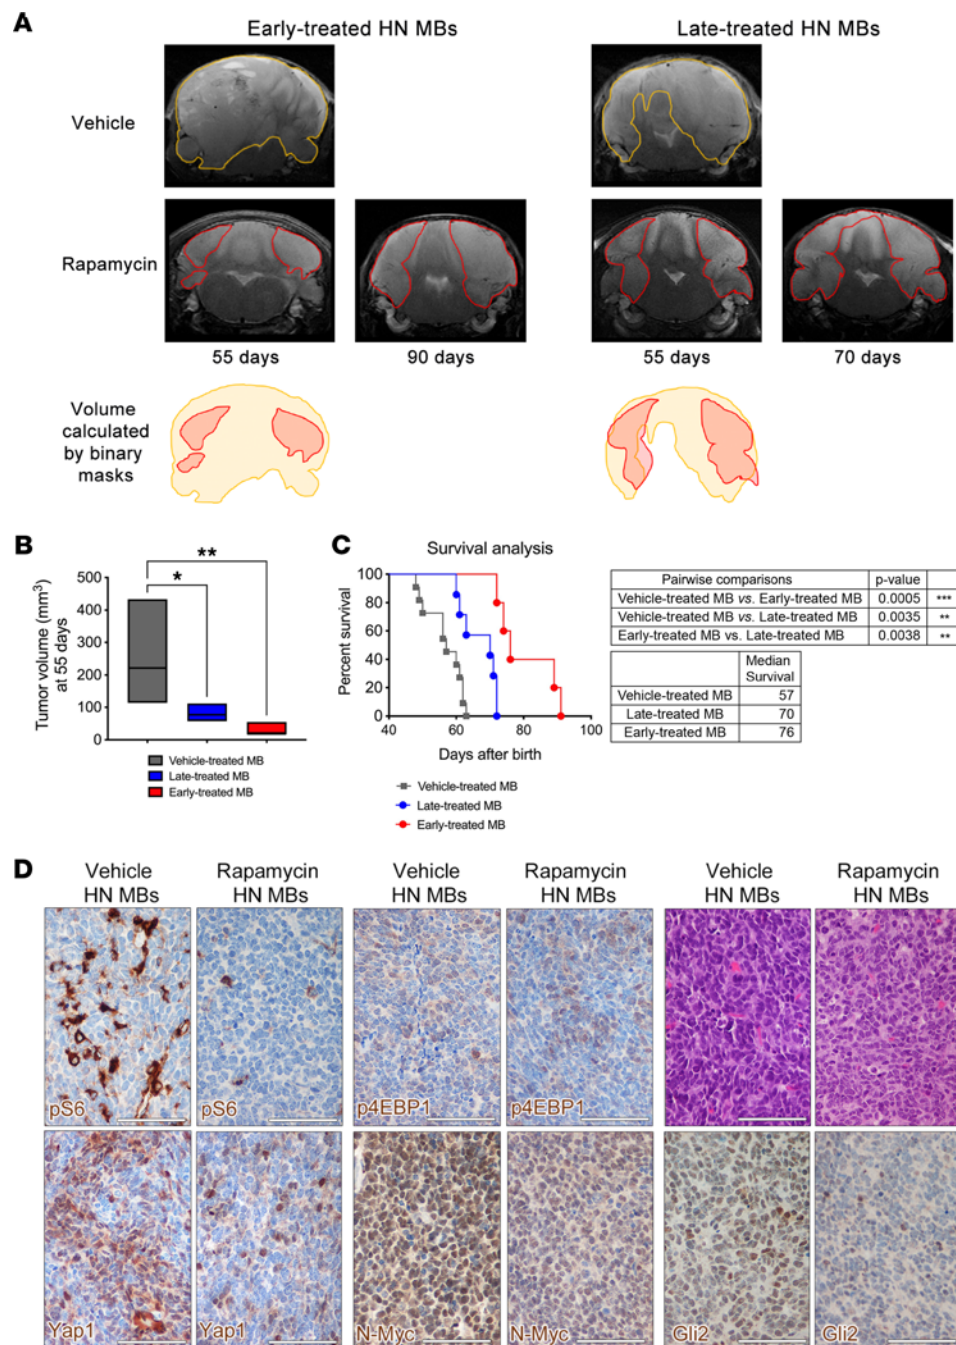 A
Early-treated HN MBs
Late-treated HN MBs
Vehicle
Rapamycin
55 days
90 days
55 days
70 days
Volume
calculated
by binary
masks
B
**
*
Tumor volume (mm³)
at 55 days
500
400
300
200
100
0
Vehicle-treated MB
Late-treated MB
Early-treated MB
C
Survival analysis
Percent survival
100
80
60
40
20
0
40
60
80
100
Days after birth
Vehicle-treated MB
Late-treated MB
Early-treated MB
Pairwise comparisons p-value
Vehicle-treated MB vs. Early-treated MB 0.0005 ***
Vehicle-treated MB vs. Late-treated MB 0.0035 **
Early-treated MB vs. Late-treated MB 0.0038 **
Median
Survival
Vehicle-treated MB 57
Late-treated MB 70
Early-treated MB 76
D
Vehicle
HN MBs
Rapamycin
HN MBs
Vehicle
HN MBs
Rapamycin
HN MBs
Vehicle
HN MBs
Rapamycin
HN MBs
pS6
pS6
p4EBP1
p4EBP1
Yap1
Yap1
N-Myc
N-Myc
Gli2
Gli2